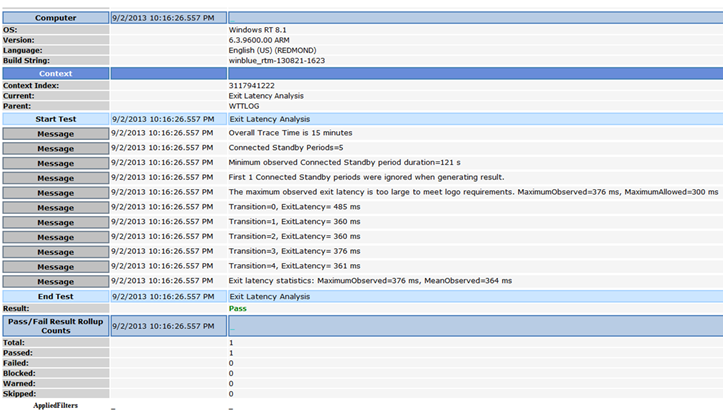 Computer 9/2/2013 10:16:26.557 PM _
OS: Windows RT 8.1
Version: 6.3.9600.00 ARM
Language: English (US) (REDMOND)
Build String: winblue_rtm-130821-1623
Context
Context Index: 3117941222
Current: Exit Latency Analysis
Parent: WTTLOG
Start Test 9/2/2013 10:16:26.557 PM Exit Latency Analysis
Message 9/2/2013 10:16:26.557 PM Overall Trace Time is 15 minutes
Message 9/2/2013 10:16:26.557 PM Connected Standby Periods=5
Message 9/2/2013 10:16:26.557 PM Minimum observed Connected Standby period duration=121 s
Message 9/2/2013 10:16:26.557 PM First 1 Connected Standby periods were ignored when generating result.
Message 9/2/2013 10:16:26.557 PM The maximum observed exit latency is too large to meet logo requirements. MaximumObserved=376 ms, MaximumAllowed=300 ms
Message 9/2/2013 10:16:26.557 PM Transition=0, ExitLatency= 485 ms
Message 9/2/2013 10:16:26.557 PM Transition=1, ExitLatency= 360 ms
Message 9/2/2013 10:16:26.557 PM Transition=2, ExitLatency= 360 ms
Message 9/2/2013 10:16:26.557 PM Transition=3, ExitLatency= 376 ms
Message 9/2/2013 10:16:26.557 PM Transition=4, ExitLatency= 361 ms
Message 9/2/2013 10:16:26.557 PM Exit latency statistics: MaximumObserved=376 ms, MeanObserved=364 ms
End Test 9/2/2013 10:16:26.557 PM Exit Latency Analysis
Result: Pass
Pass/Fail Result Rollup
Counts 9/2/2013 10:16:26.557 PM _
Total: 1
Passed: 1
Failed: 0
Blocked: 0
Warned: 0
Skipped: 0
AppliedFilters _ _